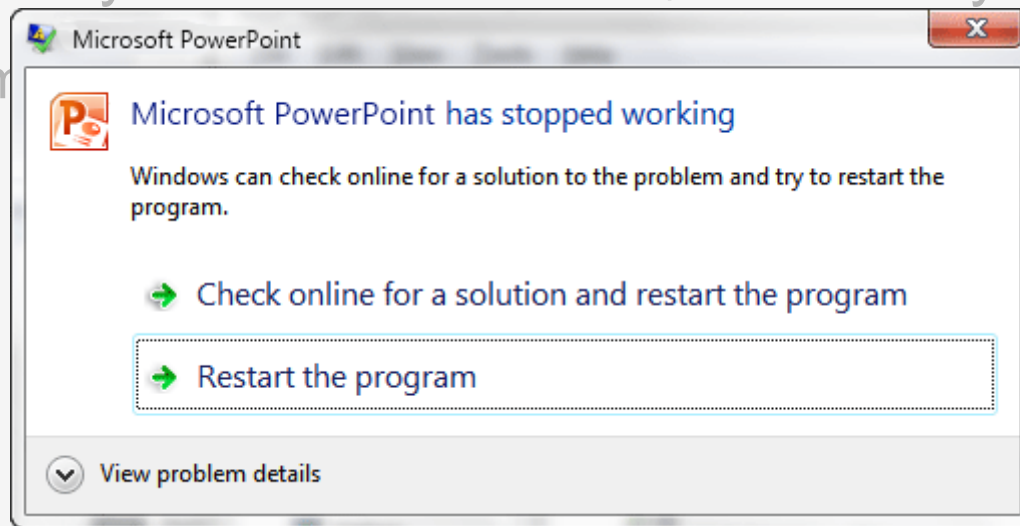 Microsoft PowerPoint
Microsoft PowerPoint has stopped working
Windows can check online for a solution to the problem and try to restart the
program.
Check online for a solution and restart the program
Restart the program
View problem details